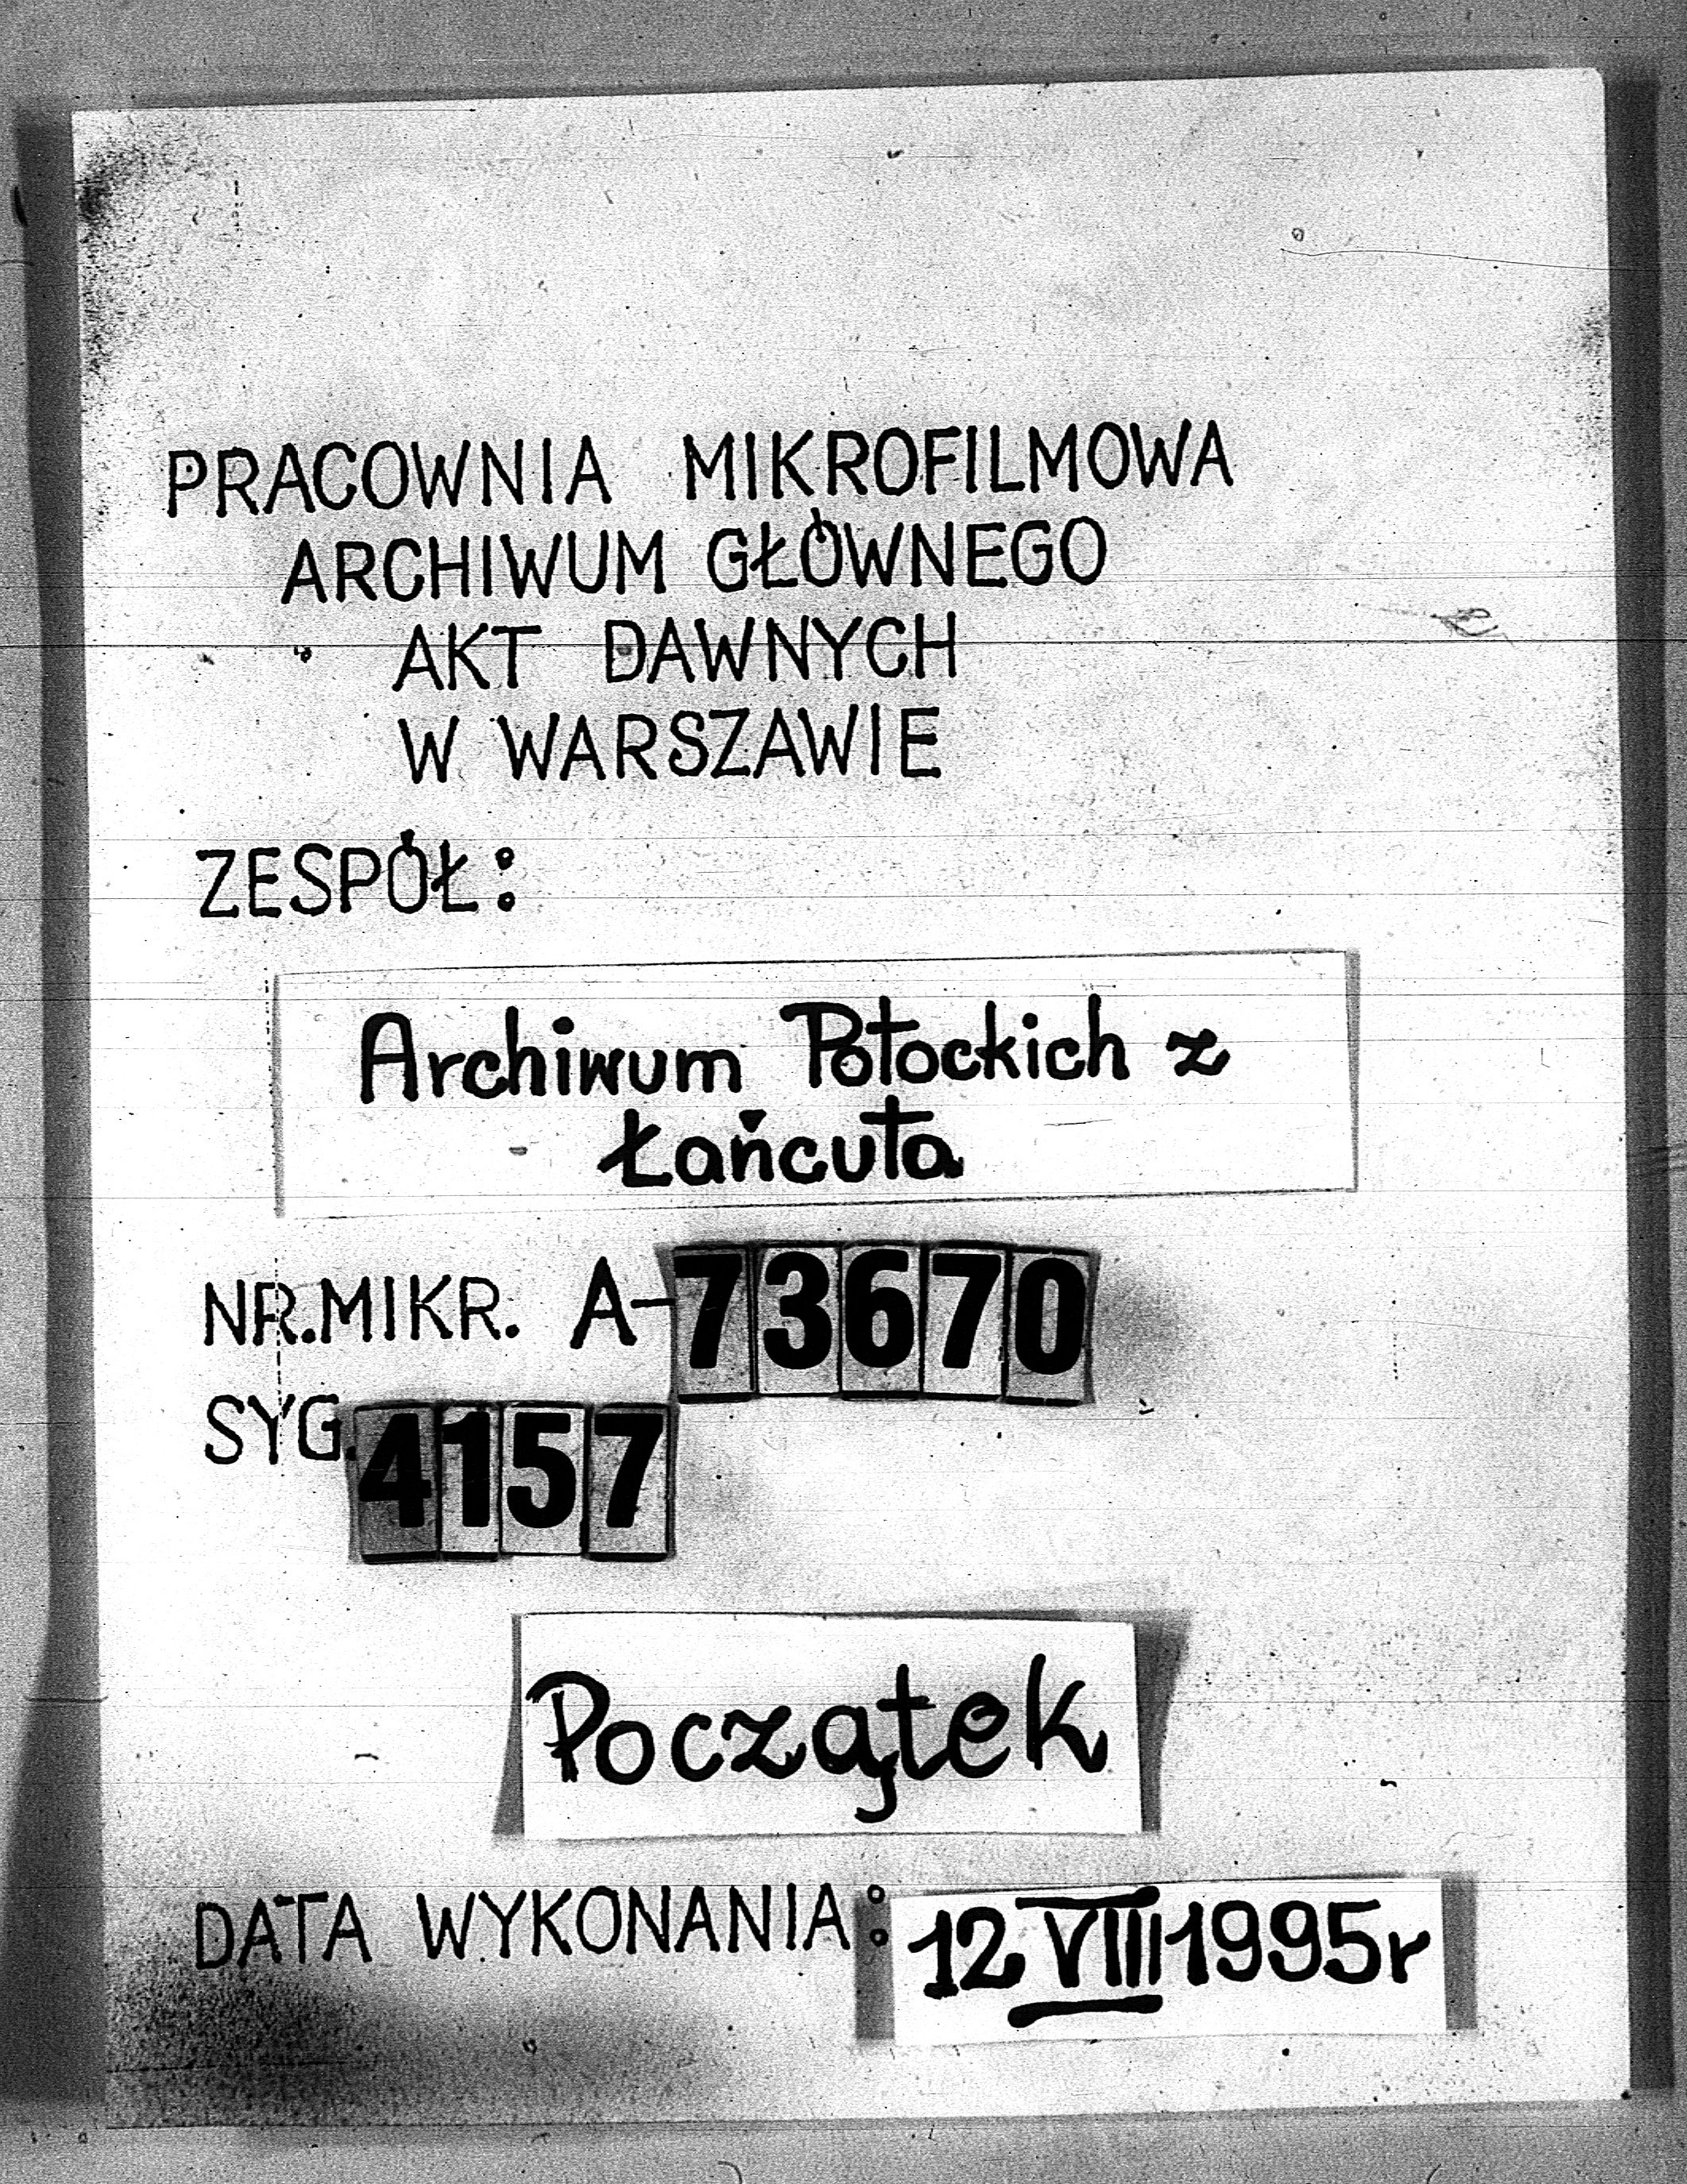 PRACOWNIA MIKROFILMOWA
ARCHIWUM GŁÓWNEGO
AKT DAWNYCH
W WARSZAWIE
ZESPÓŁ:
Archiwum Potockich z
Łańcuta
NR.MIKR. A-73670
SYG. 4157
Początek
DATA WYKONANIA: 12 VIII 1995r